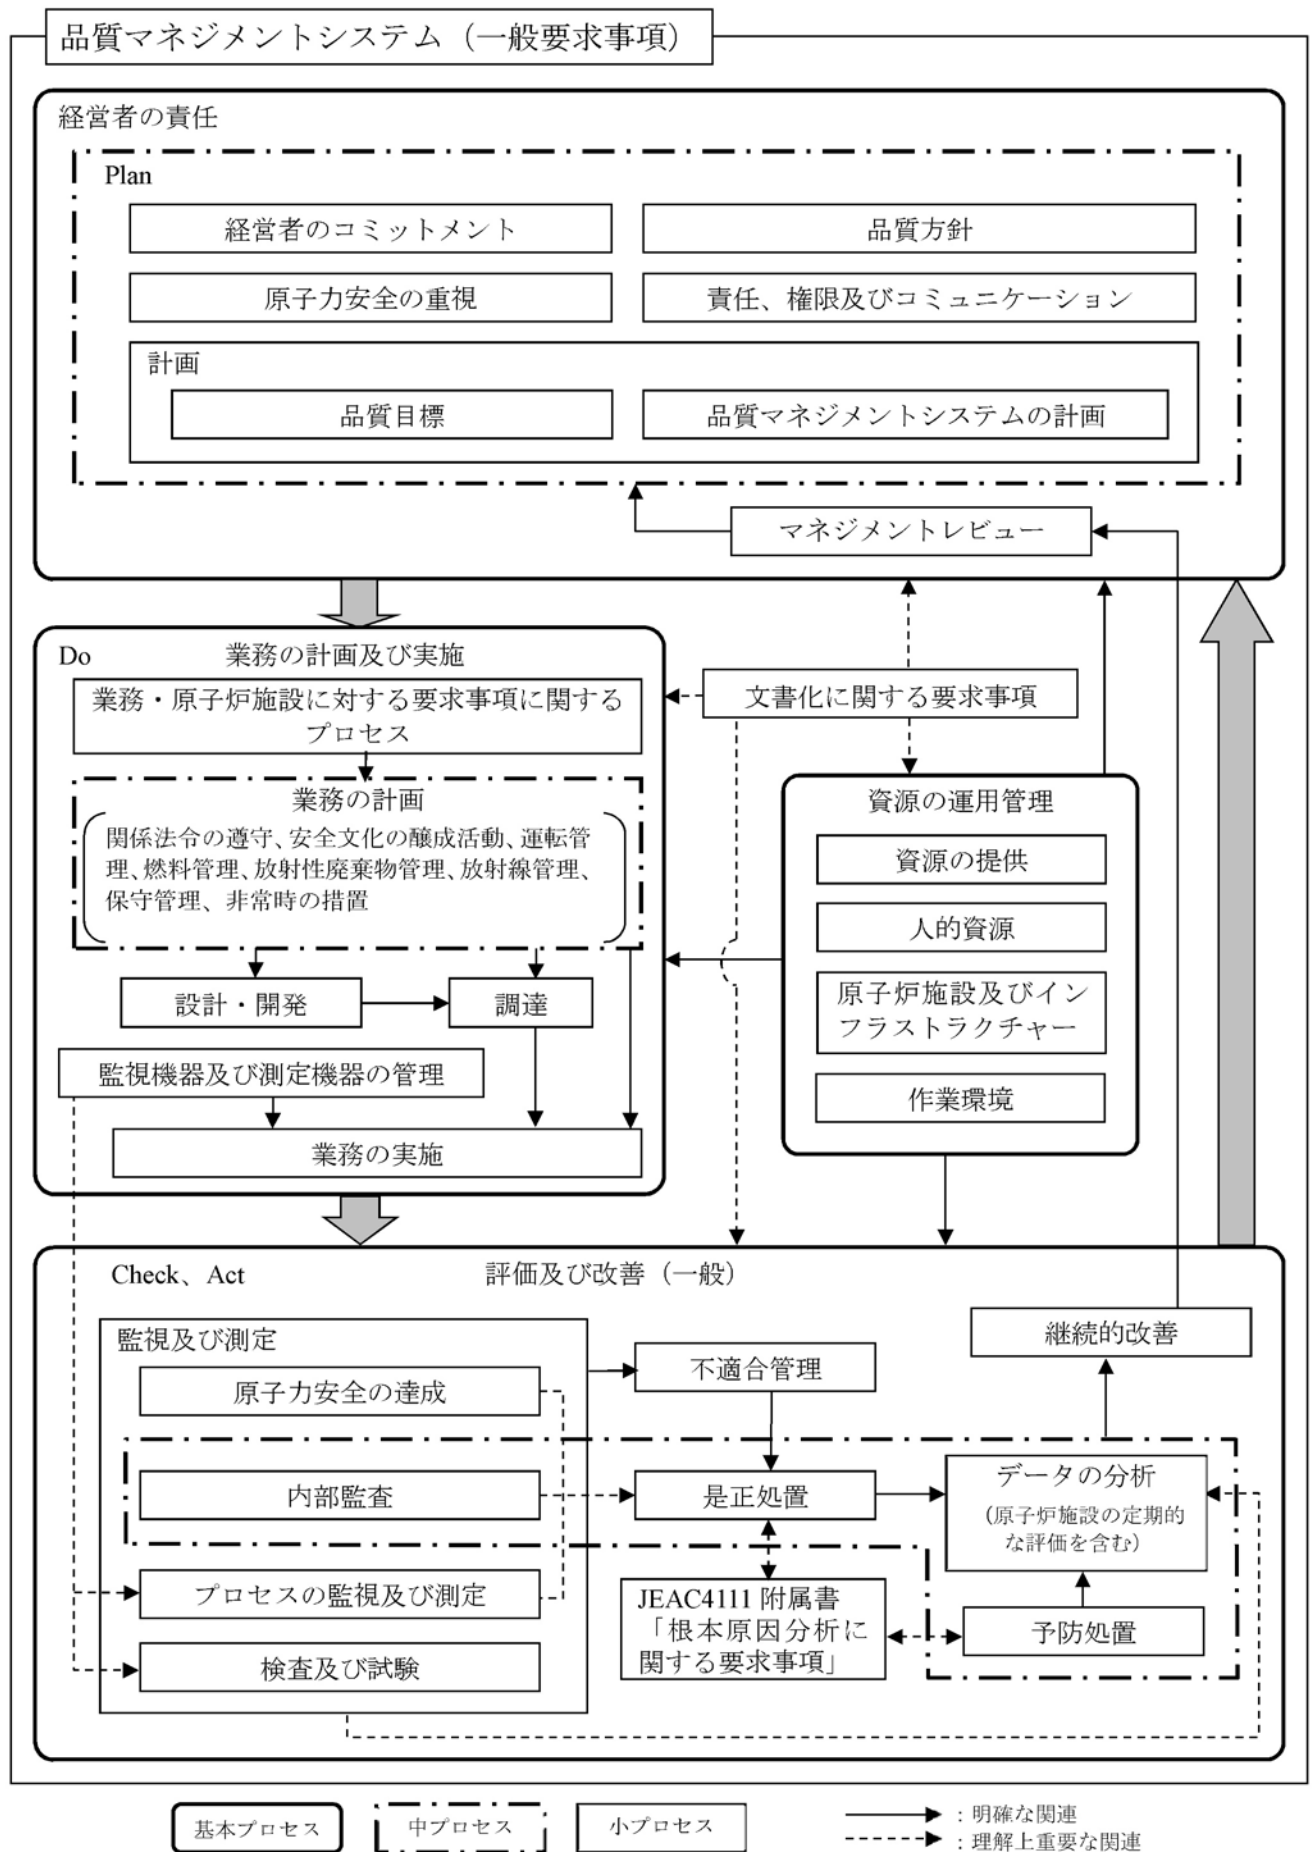 品質マネジメントシステム（一般要求事項）
経営者の責任
Plan
経営者のコミットメント
品質方針
原子力安全の重視
責任、権限及びコミュニケーション
計画
品質目標
品質マネジメントシステムの計画
マネジメントレビュー
Do
業務の計画及び実施
業務・原子炉施設に対する要求事項に関する
プロセス
文書化に関する要求事項
業務の計画
関係法令の遵守、安全文化の醸成活動、運転管
理、燃料管理、放射性廃棄物管理、放射線管理、
保守管理、非常時の措置
設計・開発
調達
監視機器及び測定機器の管理
業務の実施
資源の運用管理
資源の提供
人的資源
原子炉施設及びイン
フラストラクチャー
作業環境
Check、Act
評価及び改善（一般）
監視及び測定
原子力安全の達成
内部監査
プロセスの監視及び測定
検査及び試験
不適合管理
是正処置
JEAC4111 附属書
「根本原因分析に
関する要求事項」
継続的改善
データの分析
（原子炉施設の定期的
な評価を含む）
予防処置
基本プロセス
中プロセス
小プロセス
：明確な関連
：理解上重要な関連